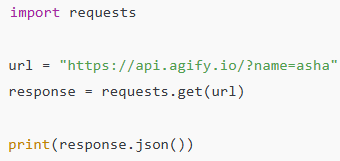 import requests
url = "https://api.agify.io/?name=asha"
response = requests.get(url)
print(response.json())